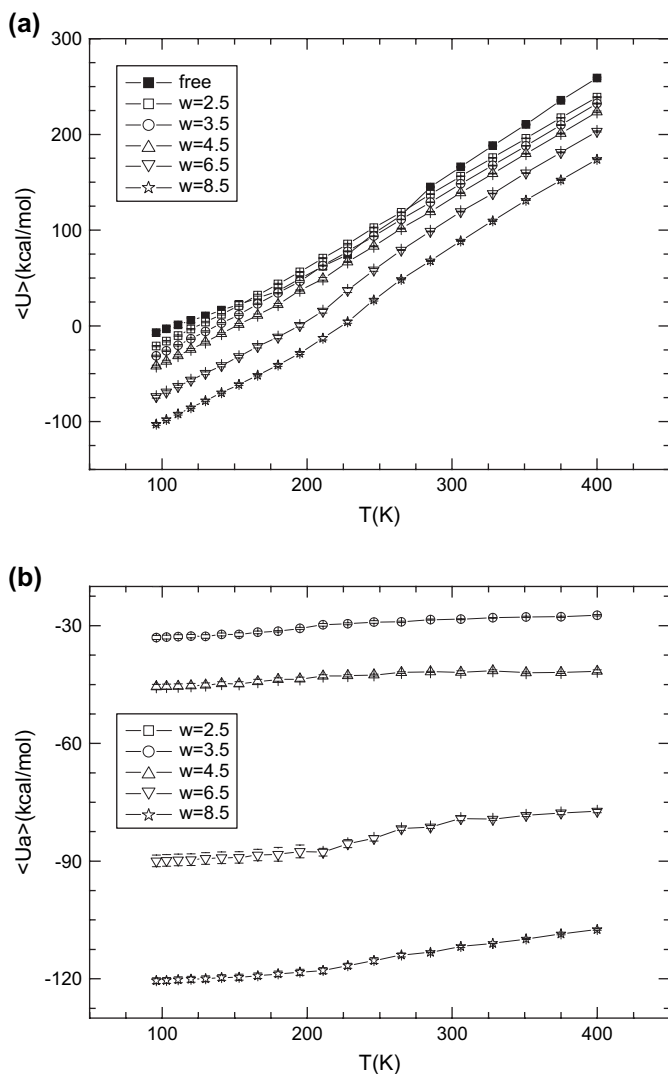 (a)
300
200
100
0
-100
<U>(kcal/mol)
free
w=2.5
w=3.5
w=4.5
w=6.5
w=8.5
100 200 300 400
T(K)
(b)
-30
-60
-90
-120
<Ua>(kcal/mol)
w=2.5
w=3.5
w=4.5
w=6.5
w=8.5
100 200 300 400
T(K)